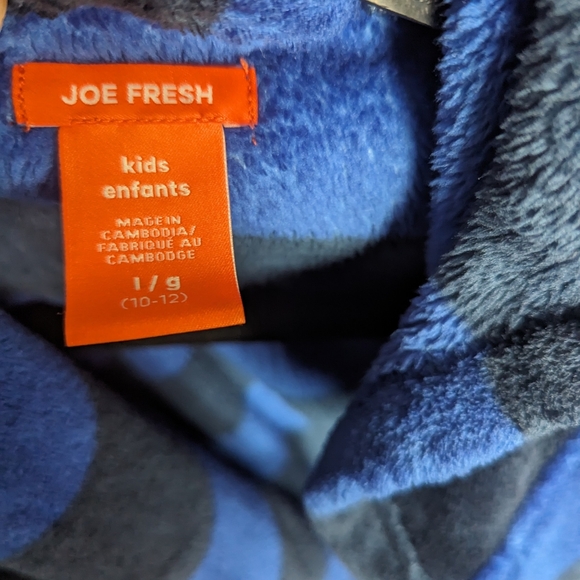 JOE FRESH
kids
enfants
MADE IN
CAMBODIA/
FABRIQUÉ AU
CAMBODGE
l/g
(10-12)